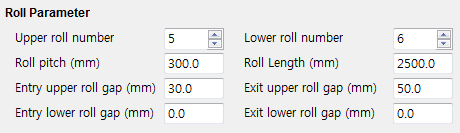 Roll Parameter
Upper roll number 5 Lower roll number 6
Roll pitch (mm) 300.0 Roll Length (mm) 2500.0
Entry upper roll gap (mm) 30.0 Exit upper roll gap (mm) 50.0
Entry lower roll gap (mm) 0.0 Exit lower roll gap (mm) 0.0